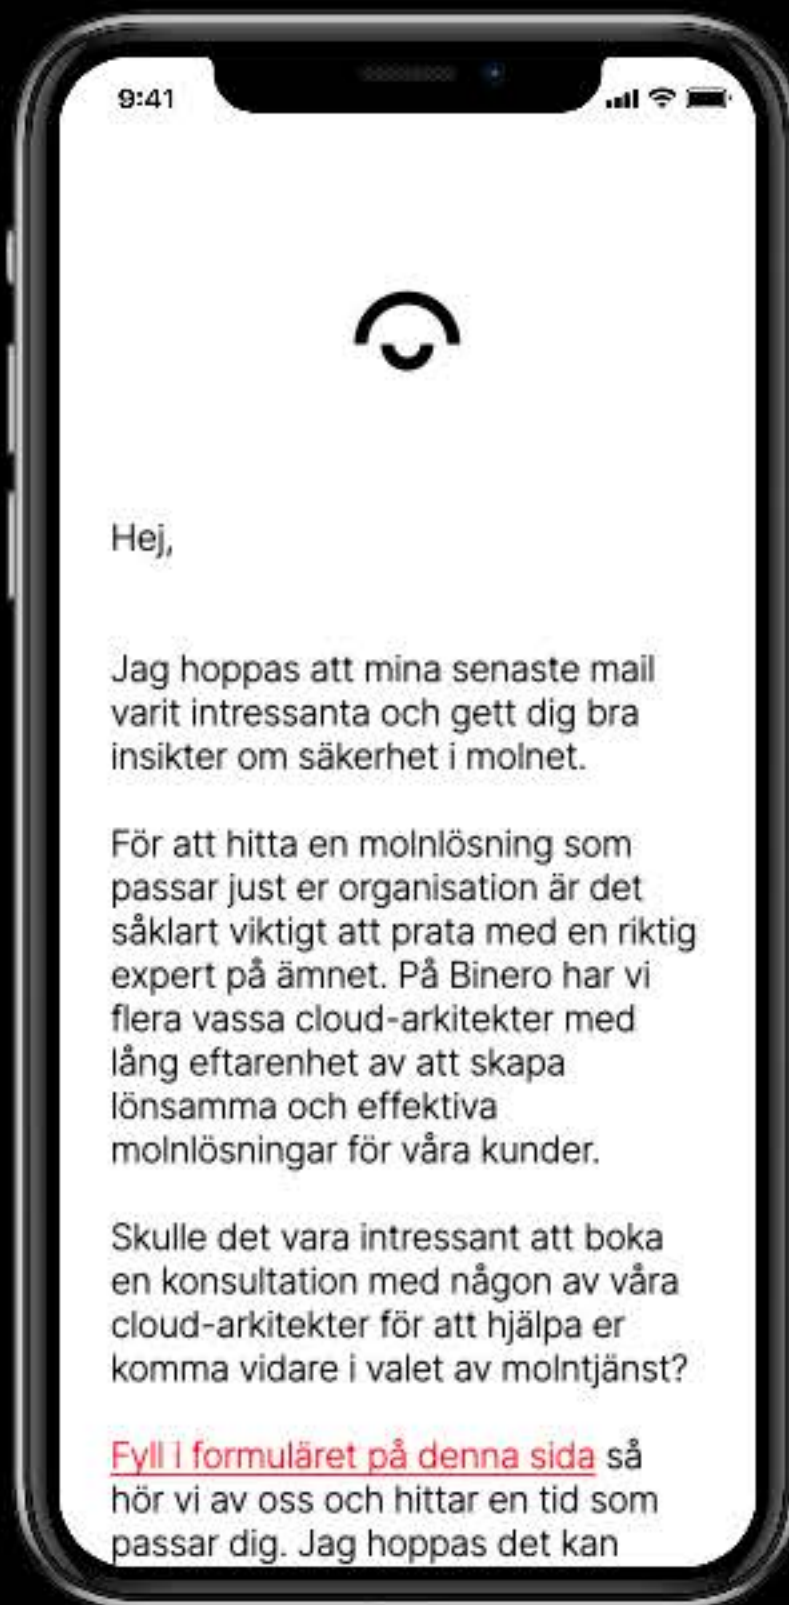 9:41
Hej,
Jag hoppas att mina senaste mail
varit intressanta och gett dig bra
insikter om säkerhet i molnet.
För att hitta en molnlösning som
passar just er organisation är det
såklart viktigt att prata med en riktig
expert på ämnet. På Binero har vi
flera vassa cloud-arkitekter med
lång eftarenhet av att skapa
lönsamma och effektiva
molnlösningar för våra kunder.
Skulle det vara intressant att boka
en konsultation med någon av våra
cloud-arkitekter för att hjälpa er
komma vidare i valet av molntjänst?
Fyll i formuläret på denna sida så
hör vi av oss och hittar en tid som
passar dig. Jag hoppas det kan